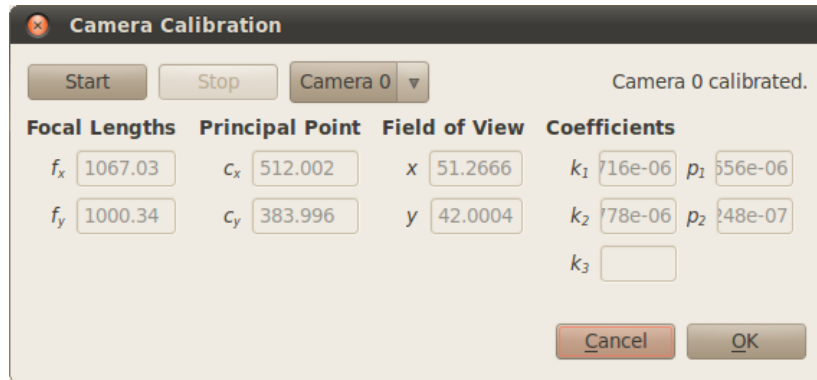 Camera Calibration
Start Stop Camera 0 Camera 0 calibrated.
Focal Lengths Principal Point Field of View Coefficients
fx 1067.03 cx 512.002 x 51.2666 k1 716e-06 p1 556e-06
fy 1000.34 cy 383.996 y 42.0004 k2 778e-06 p2 248e-07
k3
Cancel OK